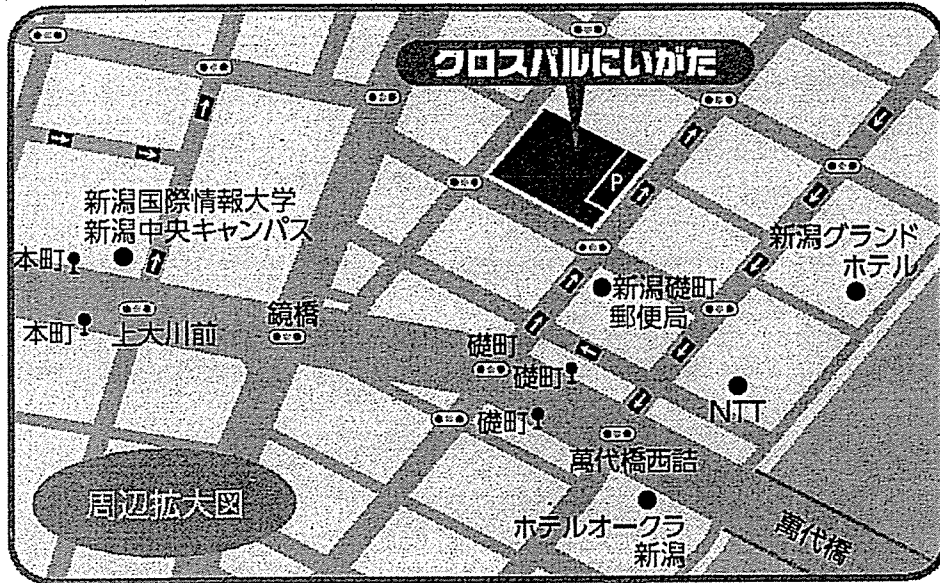 クロスパルにいがた
P
新潟国際情報大学
新潟中央キャンパス
本町
本町
上大川前
鏡橋
礎町
礎町
礎町
新潟礎町
郵便局
新潟グランド
ホテル
NTT
萬代橋西詰
ホテルオークラ
新潟
萬代橋
周辺拡大図